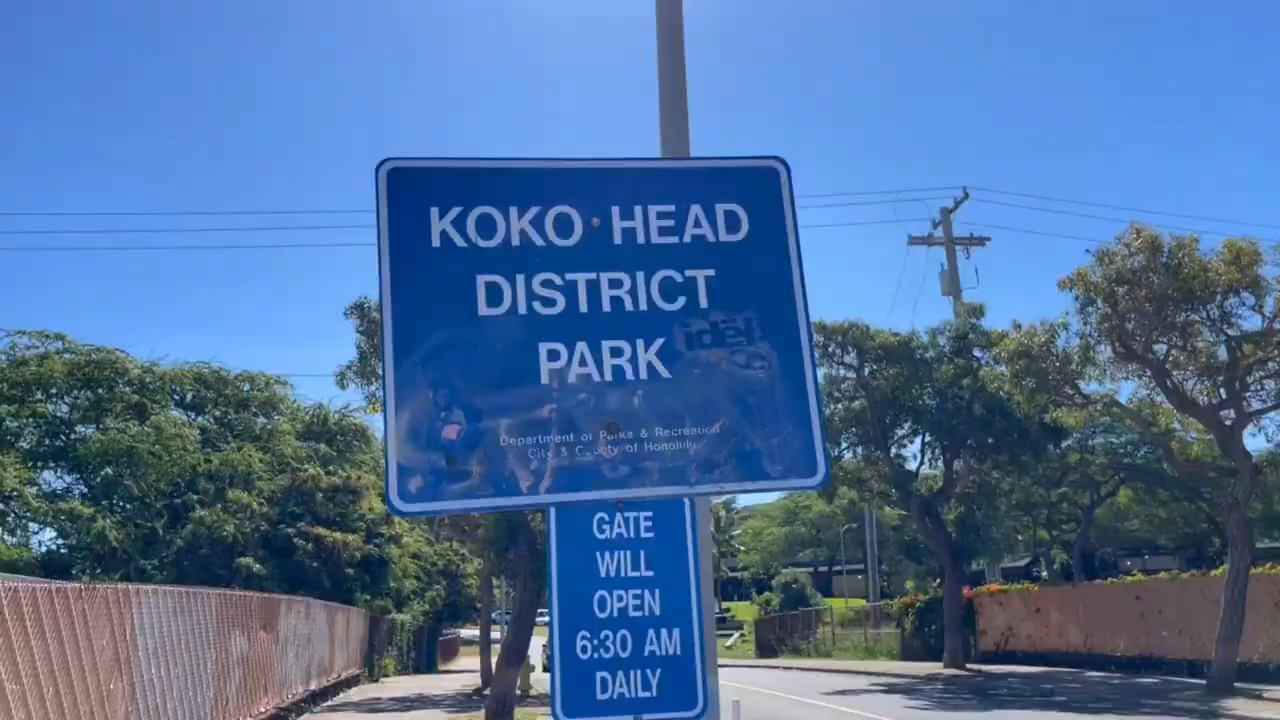 KOKO HEAD
DISTRICT
PARK
idel
Department of Parks & Recreation
City & County of Honolulu
GATE
WILL
OPEN
6:30 AM
DAILY